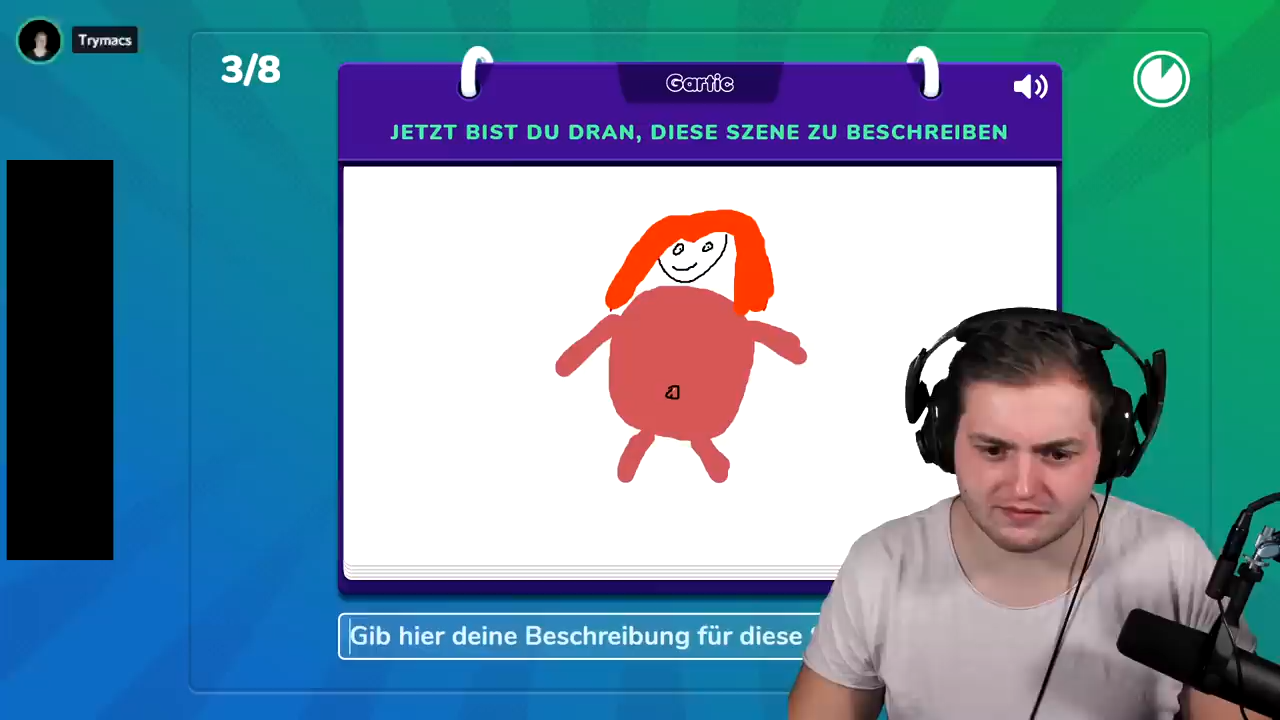 Trymacs
3/8
Gartic
JETZT BIST DU DRAN, DIESE SZENE ZU BESCHREIBEN
Gib hier deine Beschreibung für diese